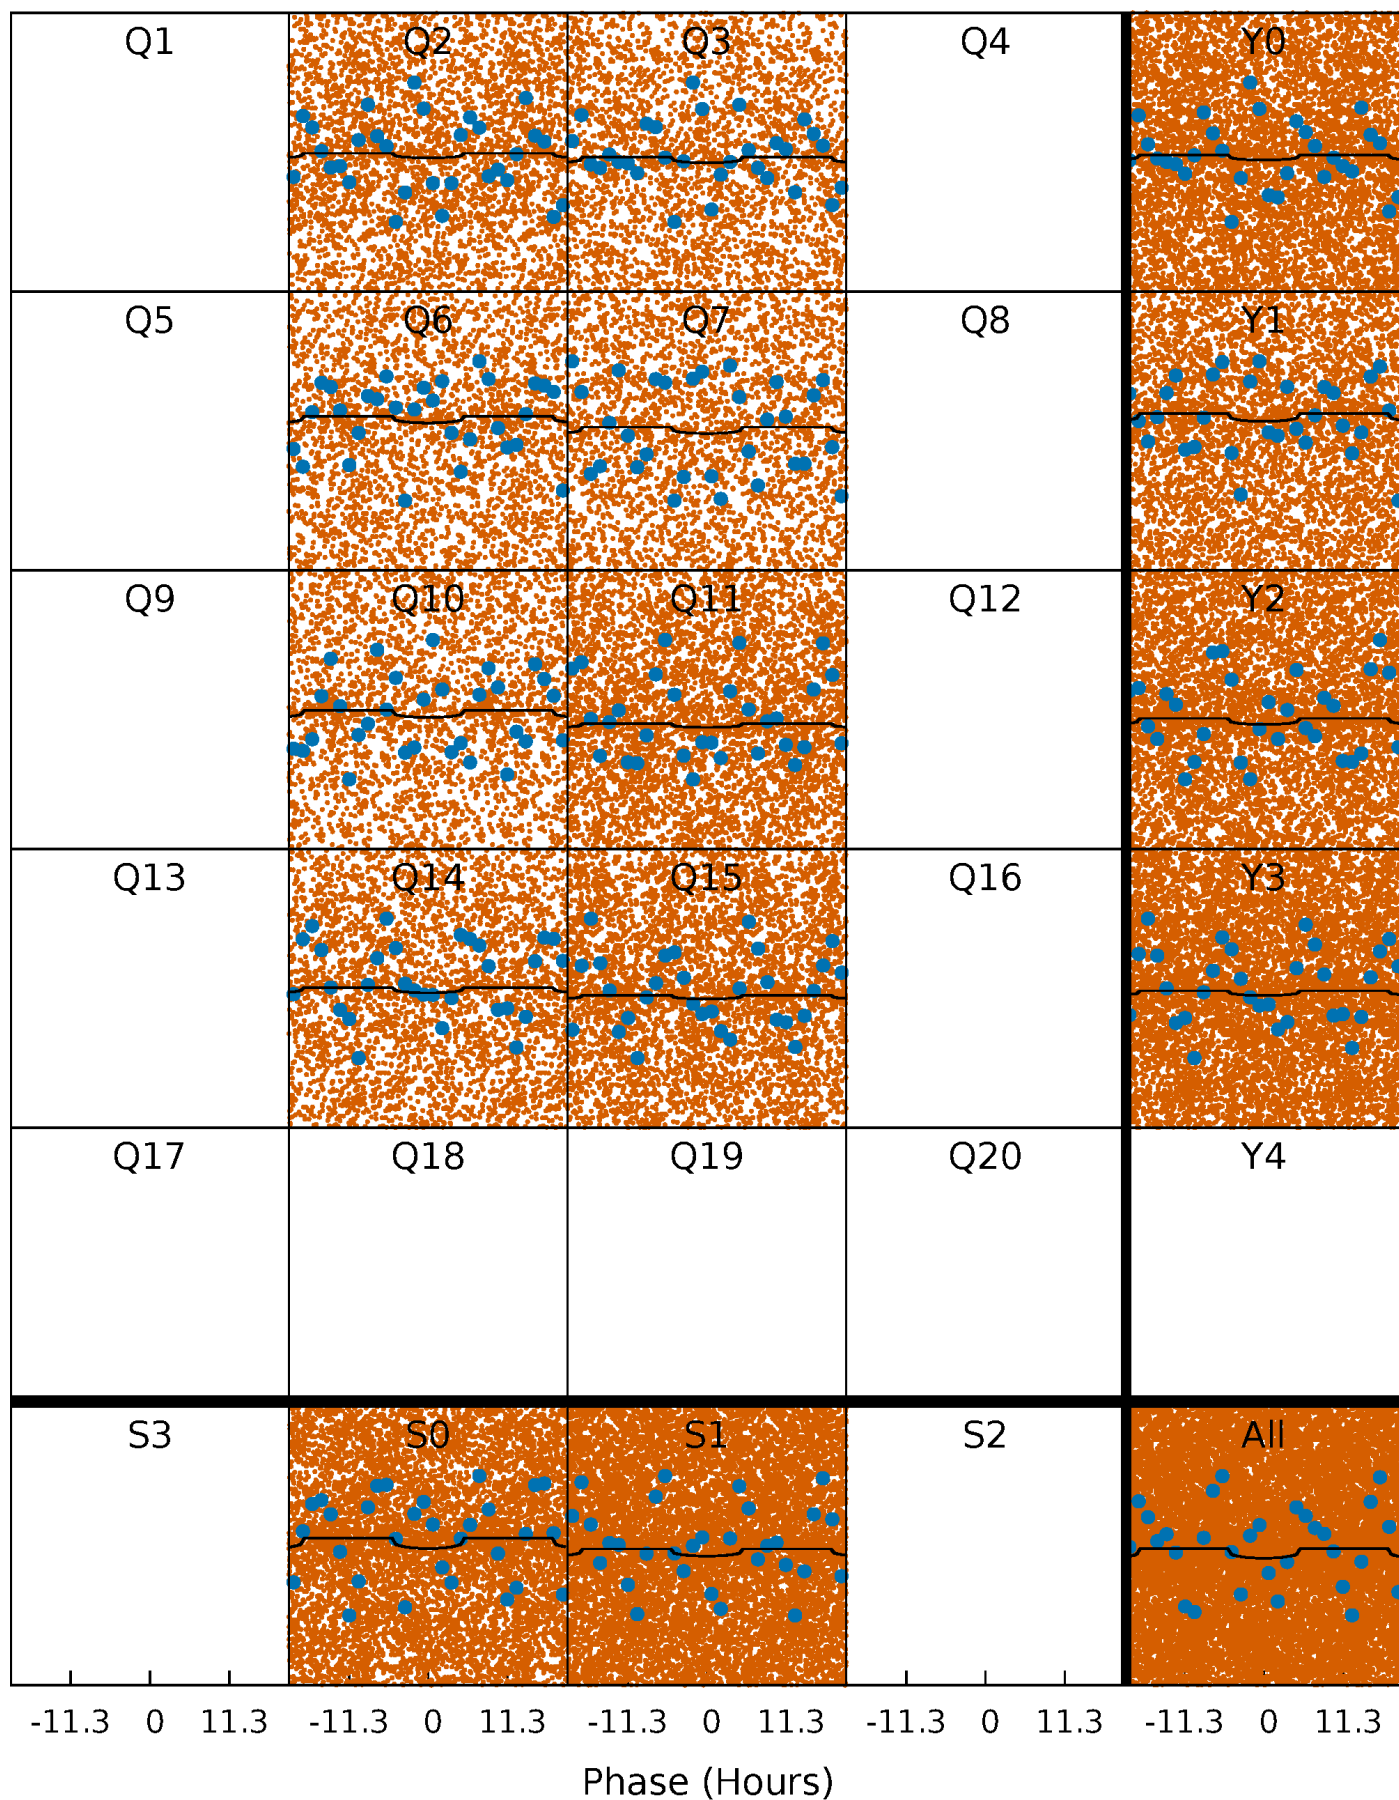 Q1 Q2 Q3 Q4 Y0
Q5 Q6 Q7 Q8 Y1
Q9 Q10 Q11 Q12 Y2
Q13 Q14 Q15 Q16 Y3
Q17 Q18 Q19 Q20 Y4
S3 S0 S1 S2 All
-11.3 0 11.3 -11.3 0 11.3 -11.3 0 11.3 -11.3 0 11.3 -11.3 0 11.3
Phase (Hours)